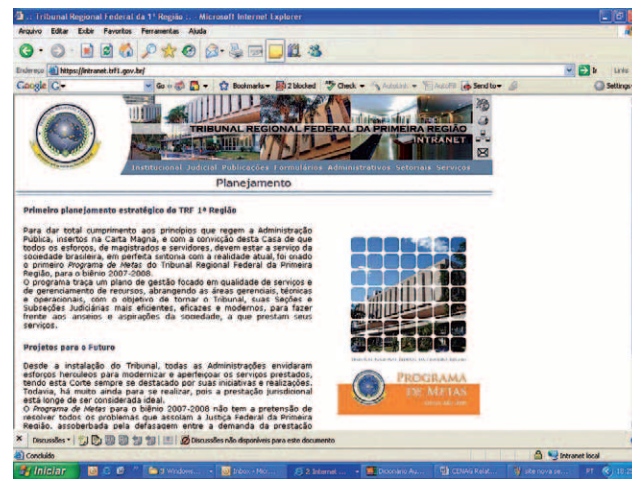 .: Tribunal Regional Federal da 1ª Região :. - Microsoft Internet Explorer
Arquivo Editar Exibir Favoritos Ferramentas Ajuda
Endereço https://intranet.trf1.gov.br/ Ir
Google G Go Bookmarks 2 blocked Check AutoLink AutoFill Send to Settings
TRIBUNAL REGIONAL FEDERAL DA PRIMEIRA REGIÃO
INTRANET
Institucional Judicial Publicações Formulários Administrativos Setoriais Serviços
Planejamento
Primeiro planejamento estratégico do TRF 1ª Região
Para dar total cumprimento aos princípios que regem a Administração
Pública, insertos na Carta Magna, e com a convicção desta Casa de que
todos os esforços, de magistrados e servidores, devem estar a serviço da
sociedade brasileira, em perfeita sintonia com a realidade atual, foi criado
o primeiro Programa de Metas do Tribunal Regional Federal da Primeira
Região, para o biênio 2007-2008.
O programa traça um plano de gestão focado em qualidade de serviços e
de gerenciamento de recursos, abrangendo as áreas gerenciais, técnicas
e operacionais, com o objetivo de tornar o Tribunal, suas Seções e
Subseções Judiciárias mais eficientes, eficazes e modernos, para fazer
frente aos anseios e aspirações da sociedade, a que prestam seus
serviços.
Projetos para o Futuro
Desde a instalação do Tribunal, todas as Administrações envidaram
esforços hercúleos para modernizar e aperfeiçoar os serviços prestados,
tendo esta Corte sempre se destacado por suas iniciativas e realizações.
Todavia, há muito ainda para se realizar, pois a prestação jurisdicional
está longe de ser considerada ideal.
O Programa de Metas para o biênio 2007-2008 não tem a pretensão de
resolver todos os problemas que assolam a Justiça Federal da Primeira
Região, assoberbada pela defasagem entre a demanda da prestação
TRIBUNAL REGIONAL FEDERAL DA PRIMEIRA REGIÃO
PROGRAMA
DE METAS
Discussões Discussões não disponíveis para este documento
Concluído Intranet local
Iniciar 3 Windows... Inbox - Mic... 2 Internet ... Dicionário Au... PT